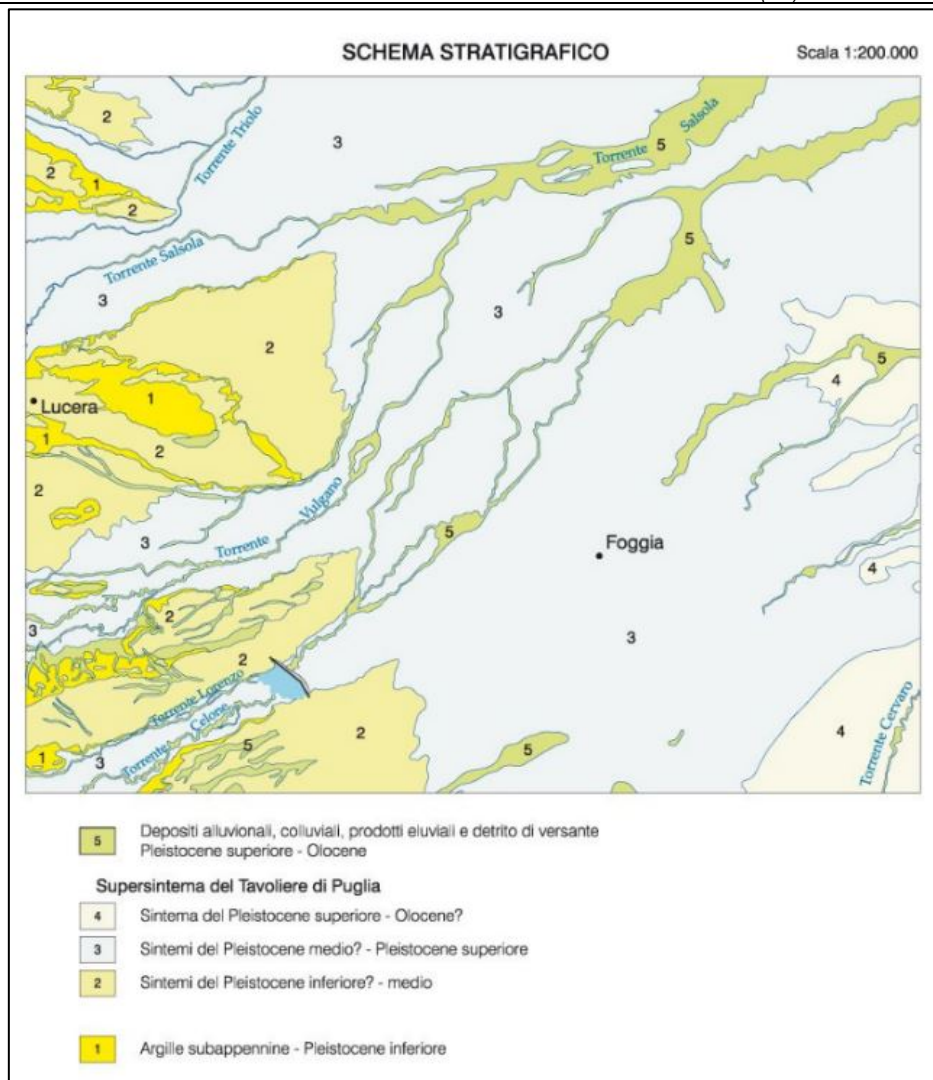 SCHEMA STRATIGRAFICO
Scala 1:200.000
2
Torrente Triolo
3
Torrente Salsola
5
2
1
2
Torrente Salsola
5
3
3
2
5
4
1
Lucera
1
2
2
Vulgano
5
Torrente
3
Foggia
4
2
3
3
2
Torrente Lorenzo
Celone
Torrente
5
2
4
Torrente Cervaro
5
1
3
5 Depositi alluvionali, colluviali, prodotti eluviali e detrito di versante
Pleistocene superiore - Olocene
Supersintema del Tavoliere di Puglia
4 Sintema del Pleistocene superiore - Olocene?
3 Sintemi del Pleistocene medio? - Pleistocene superiore
2 Sintemi del Pleistocene inferiore? - medio
1 Argille subappennine - Pleistocene inferiore